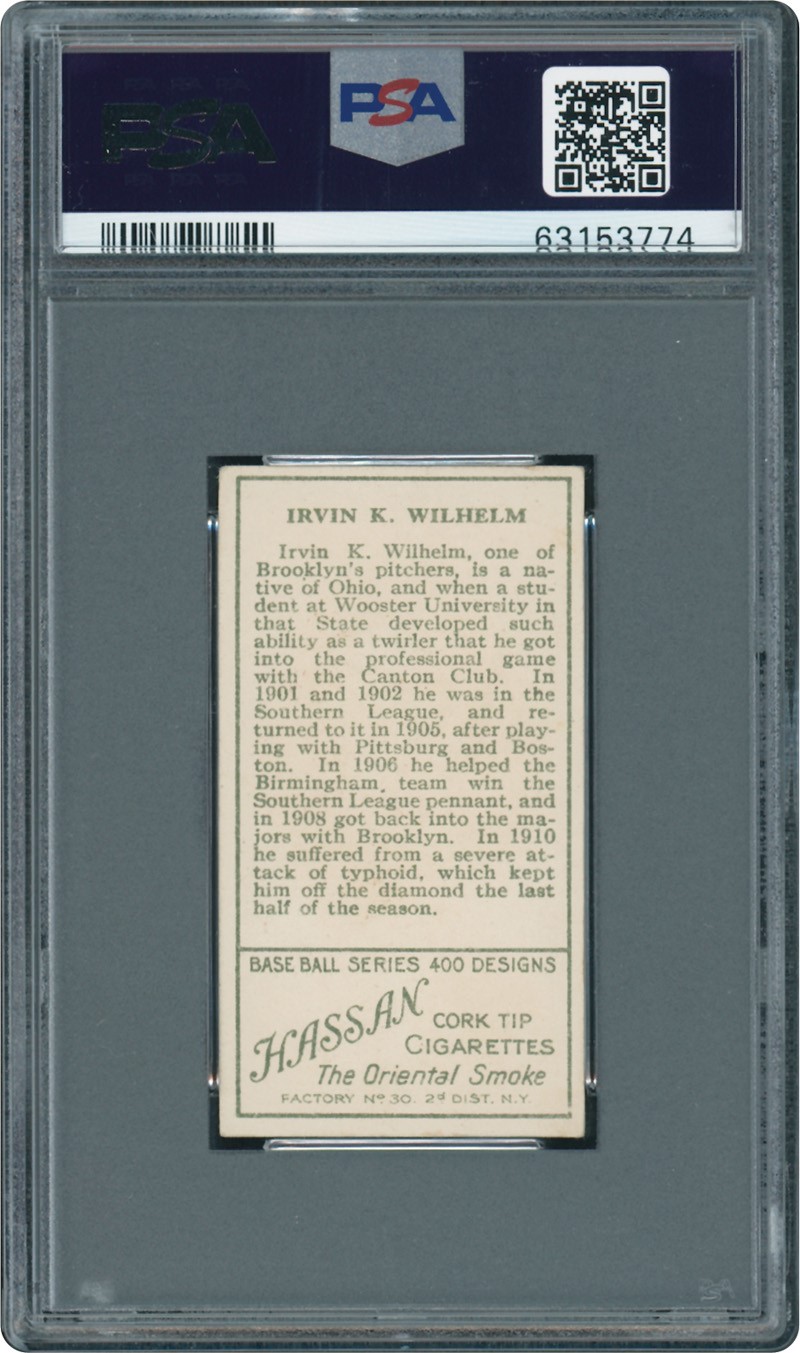 PSA
PSA
63153774
IRVIN K. WILHELM
Irvin K. Wilhelm, one of
Brooklyn's pitchers, is a na-
tive of Ohio, and when a stu-
dent at Wooster University in
that State developed such
ability as a twirler that he got
into the professional game
with the Canton Club. In
1901 and 1902 he was in the
Southern League, and re-
turned to it in 1905, after play-
ing with Pittsburg and Bos-
ton. In 1906 he helped the
Birmingham team win the
Southern League pennant, and
in 1908 got back into the ma-
jors with Brooklyn. In 1910
he suffered from a severe at-
tack of typhoid, which kept
him off the diamond the last
half of the season.
BASE BALL SERIES 400 DESIGNS
HASSAN
CORK TIP
CIGARETTES
The Oriental Smoke
FACTORY Nº 30. 2d DIST. N.Y.